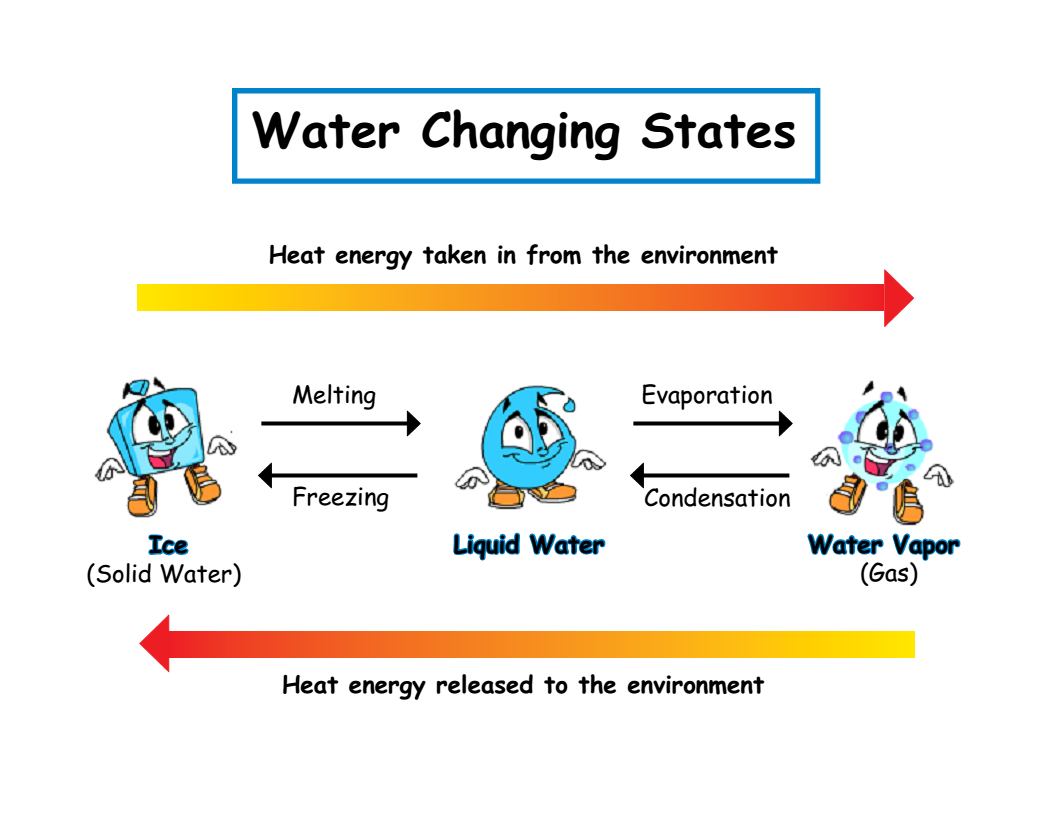 Water Changing States
Heat energy taken in from the environment
Melting
Evaporation
Freezing
Condensation
Ice
(Solid Water)
Liquid Water
Water Vapor
(Gas)
Heat energy released to the environment